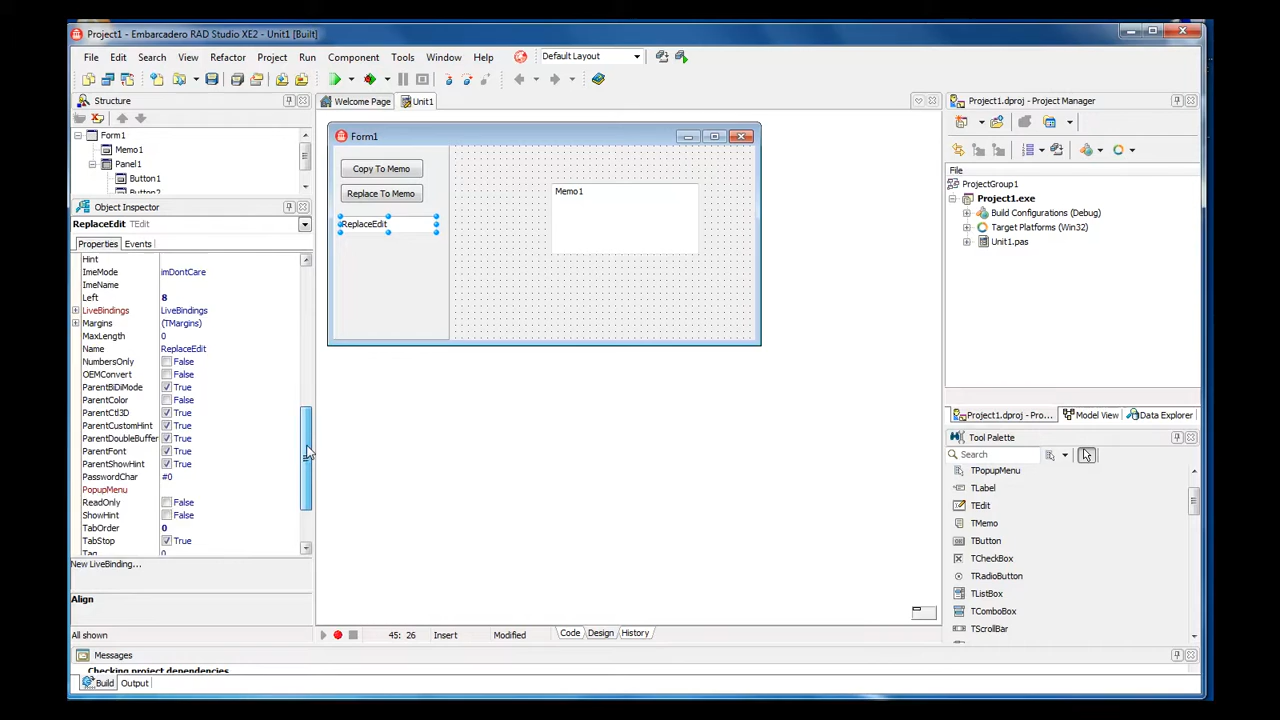 Project1 - Embarcadero RAD Studio XE2 - Unit1 [Built]
File Edit Search View Refactor Project Run Component Tools Window Help
Default Layout
Structure
Form1
Memo1
Panel1
Button1
Button2
Object Inspector
ReplaceEdit TEdit
Properties Events
Hint
ImeMode imDontCare
ImeName
Left 8
LiveBindings LiveBindings
Margins (TMargins)
MaxLength 0
Name ReplaceEdit
NumbersOnly False
OEMConvert False
ParentBiDiMode True
ParentColor False
ParentCtl3D True
ParentCustomHint True
ParentDoubleBuffer True
ParentFont True
ParentShowHint True
PasswordChar #0
PopupMenu
ReadOnly False
ShowHint False
TabOrder 0
TabStop True
Tag 0
New LiveBinding...
Align
All shown
Welcome Page Unit1
Form1
Copy To Memo
Replace To Memo
ReplaceEdit
Memo1
45: 26 Insert Modified Code Design History
Project1.dproj - Project Manager
File
ProjectGroup1
Project1.exe
Build Configurations (Debug)
Target Platforms (Win32)
Unit1.pas
Project1.dproj - Pro... Model View Data Explorer
Tool Palette
Search
TPopupMenu
TLabel
TEdit
TMemo
TButton
TCheckBox
TRadioButton
TListBox
TComboBox
TScrollBar
Messages
Checking project dependencies
Build Output